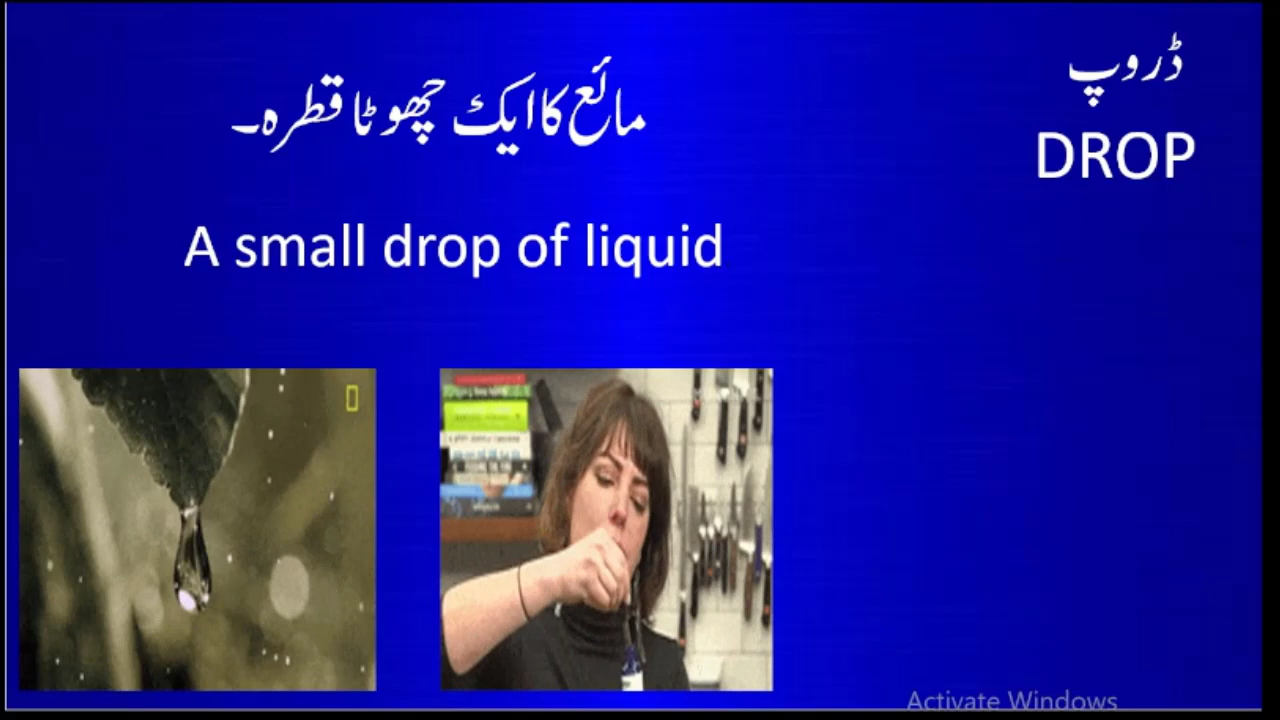 ڈروپ
DROP
مائع کا ایک چھوٹا قطرہ۔
A small drop of liquid
Activate Windows